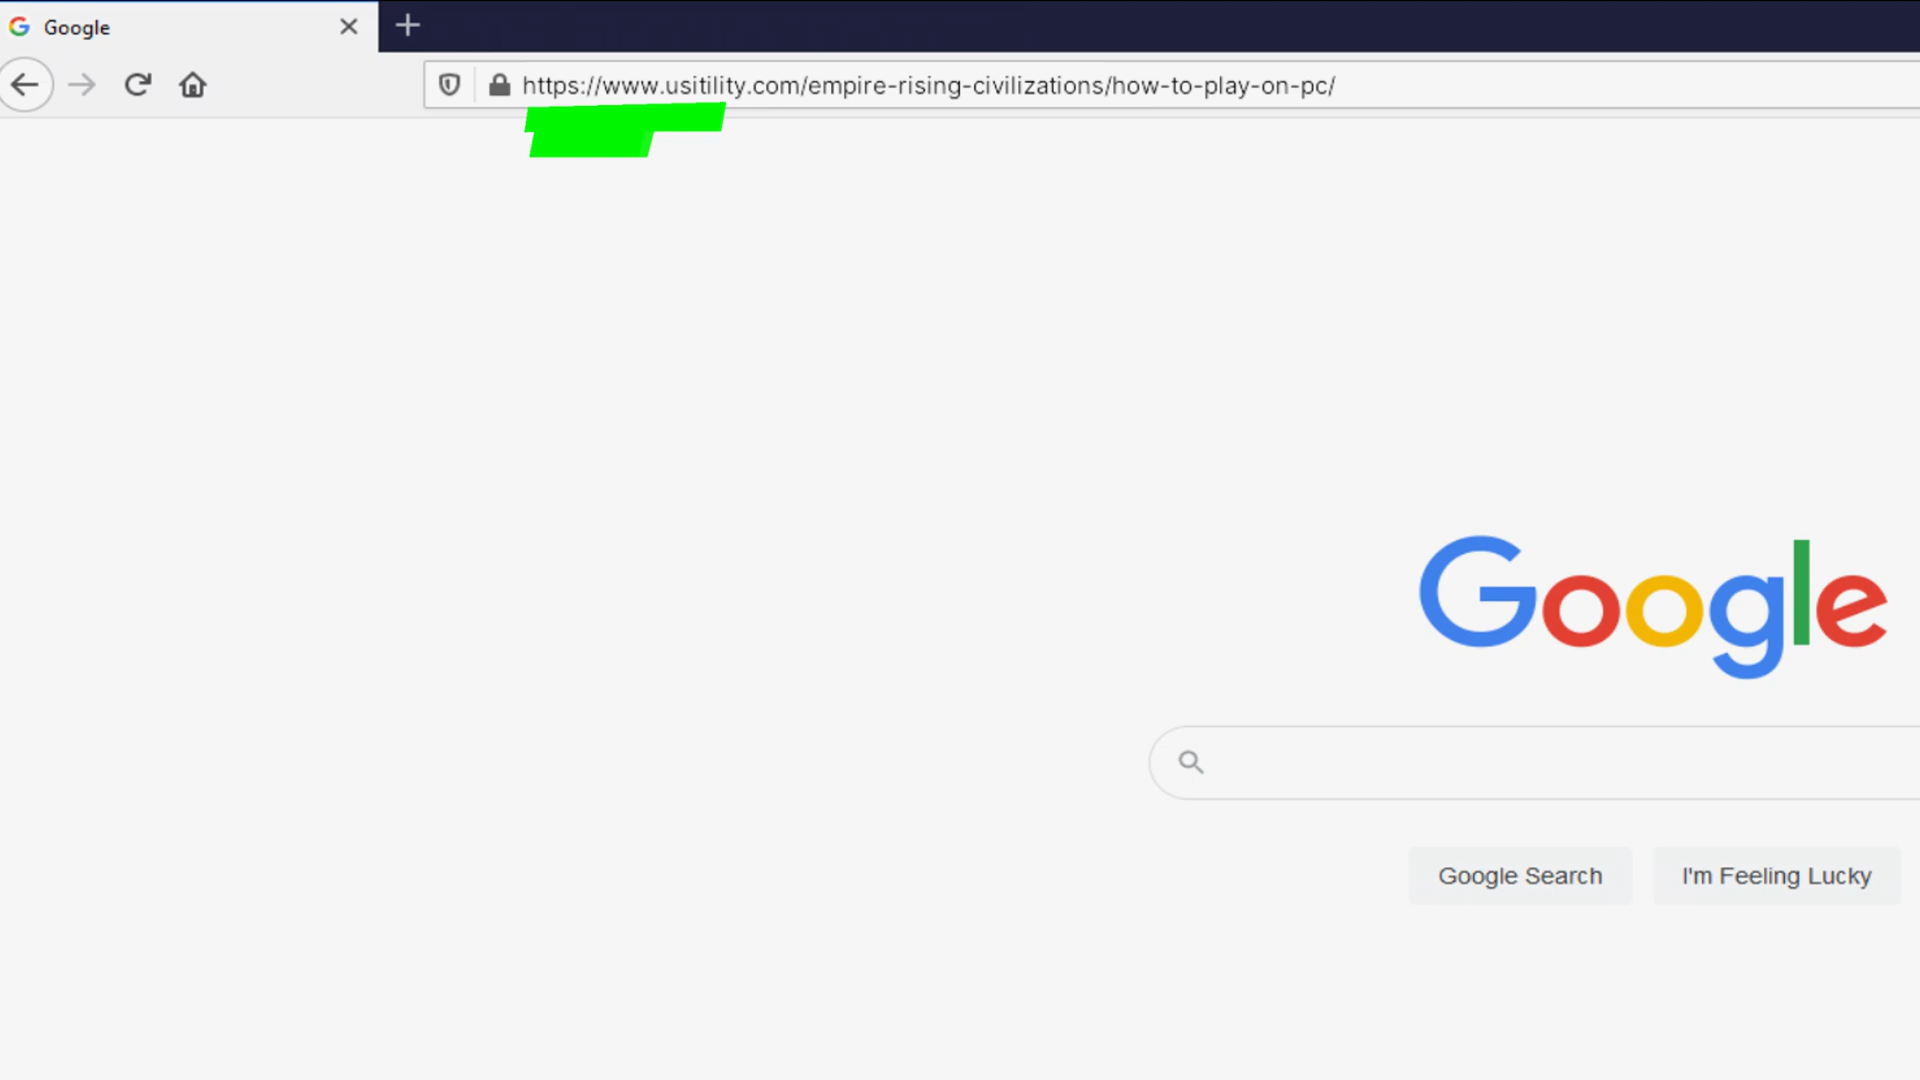 Google
https://www.usitility.com/empire-rising-civilizations/how-to-play-on-pc/
Google
Google Search
I'm Feeling Lucky